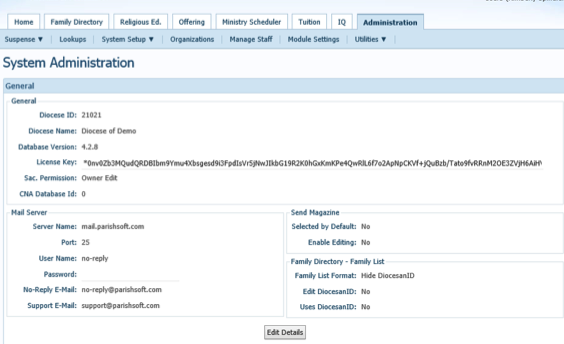 Home Family Directory Religious Ed. Offering Ministry Scheduler Tuition IQ Administration
Suspense ▼ Lookups System Setup ▼ Organizations Manage Staff Module Settings Utilities ▼
System Administration
General
General
Diocese ID: 21021
Diocese Name: Diocese of Demo
Database Version: 4.2.8
License Key:
Sac. Permission: Owner Edit
CNA Database Id: 0
Mail Server
Server Name: mail.parishsoft.com
Port: 25
User Name: no-reply
Password:
No-Reply E-Mail: no-reply@parishsoft.com
Support E-Mail: support@parishsoft.com
Send Magazine
Selected by Default: No
Enable Editing: No
Family Directory - Family List
Family List Format: Hide DiocesanID
Edit DiocesanID: No
Uses DiocesanID: No
Edit Details